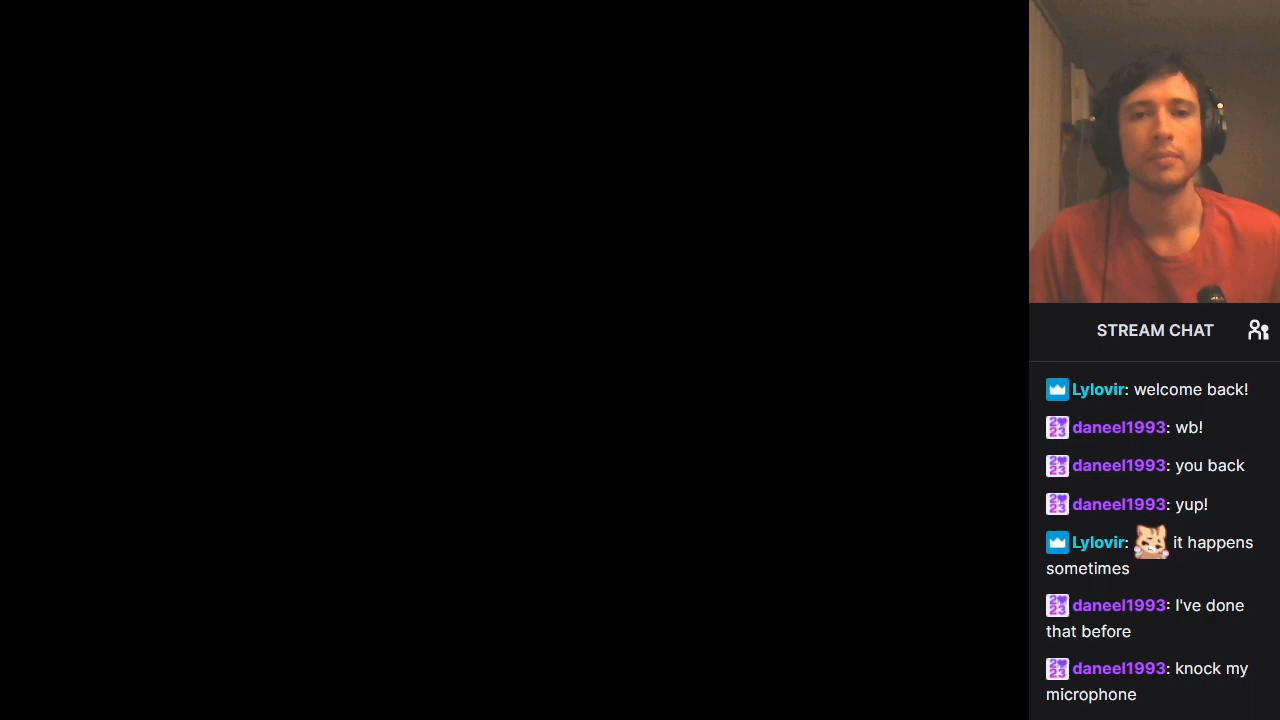 STREAM CHAT
Lylovir: welcome back!
daneel1993: wb!
daneel1993: you back
daneel1993: yup!
Lylovir: it happens
sometimes
daneel1993: I've done
that before
daneel1993: knock my
microphone